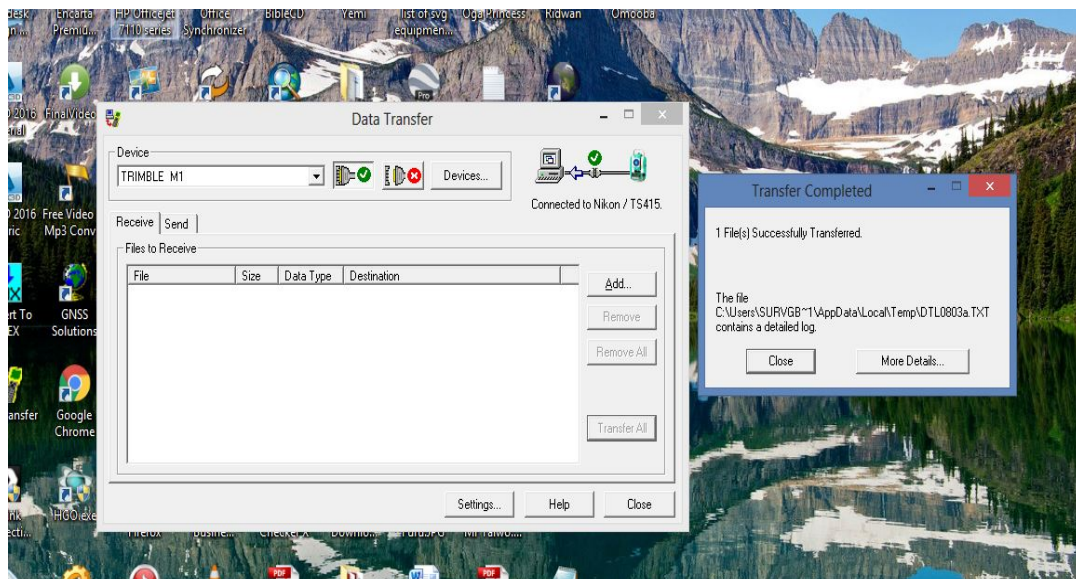 Encarta
Premiu...
HP Officejet
7110 series
Office
Synchronizer
BibleCD
Yemi
list of svg
equipmen...
Oga Princess
Ridwan
Omooba
2016
FinalVideo
Pro
2016
Free Video
Mp3 Conv
GNSS
Solutions
Google
Chrome
HGO.exe
Data Transfer
Device
TRIMBLE M1
Devices...
Connected to Nikon / TS415.
Receive
Send
Files to Receive
File
Size
Data Type
Destination
Add...
Remove
Remove All
Transfer All
Settings...
Help
Close
Transfer Completed
1 File(s) Successfully Transferred.
The file
C:\Users\SURVGB~1\AppData\Local\Temp\DTL0803a.TXT
contains a detailed log.
Close
More Details...
PDF
PDF